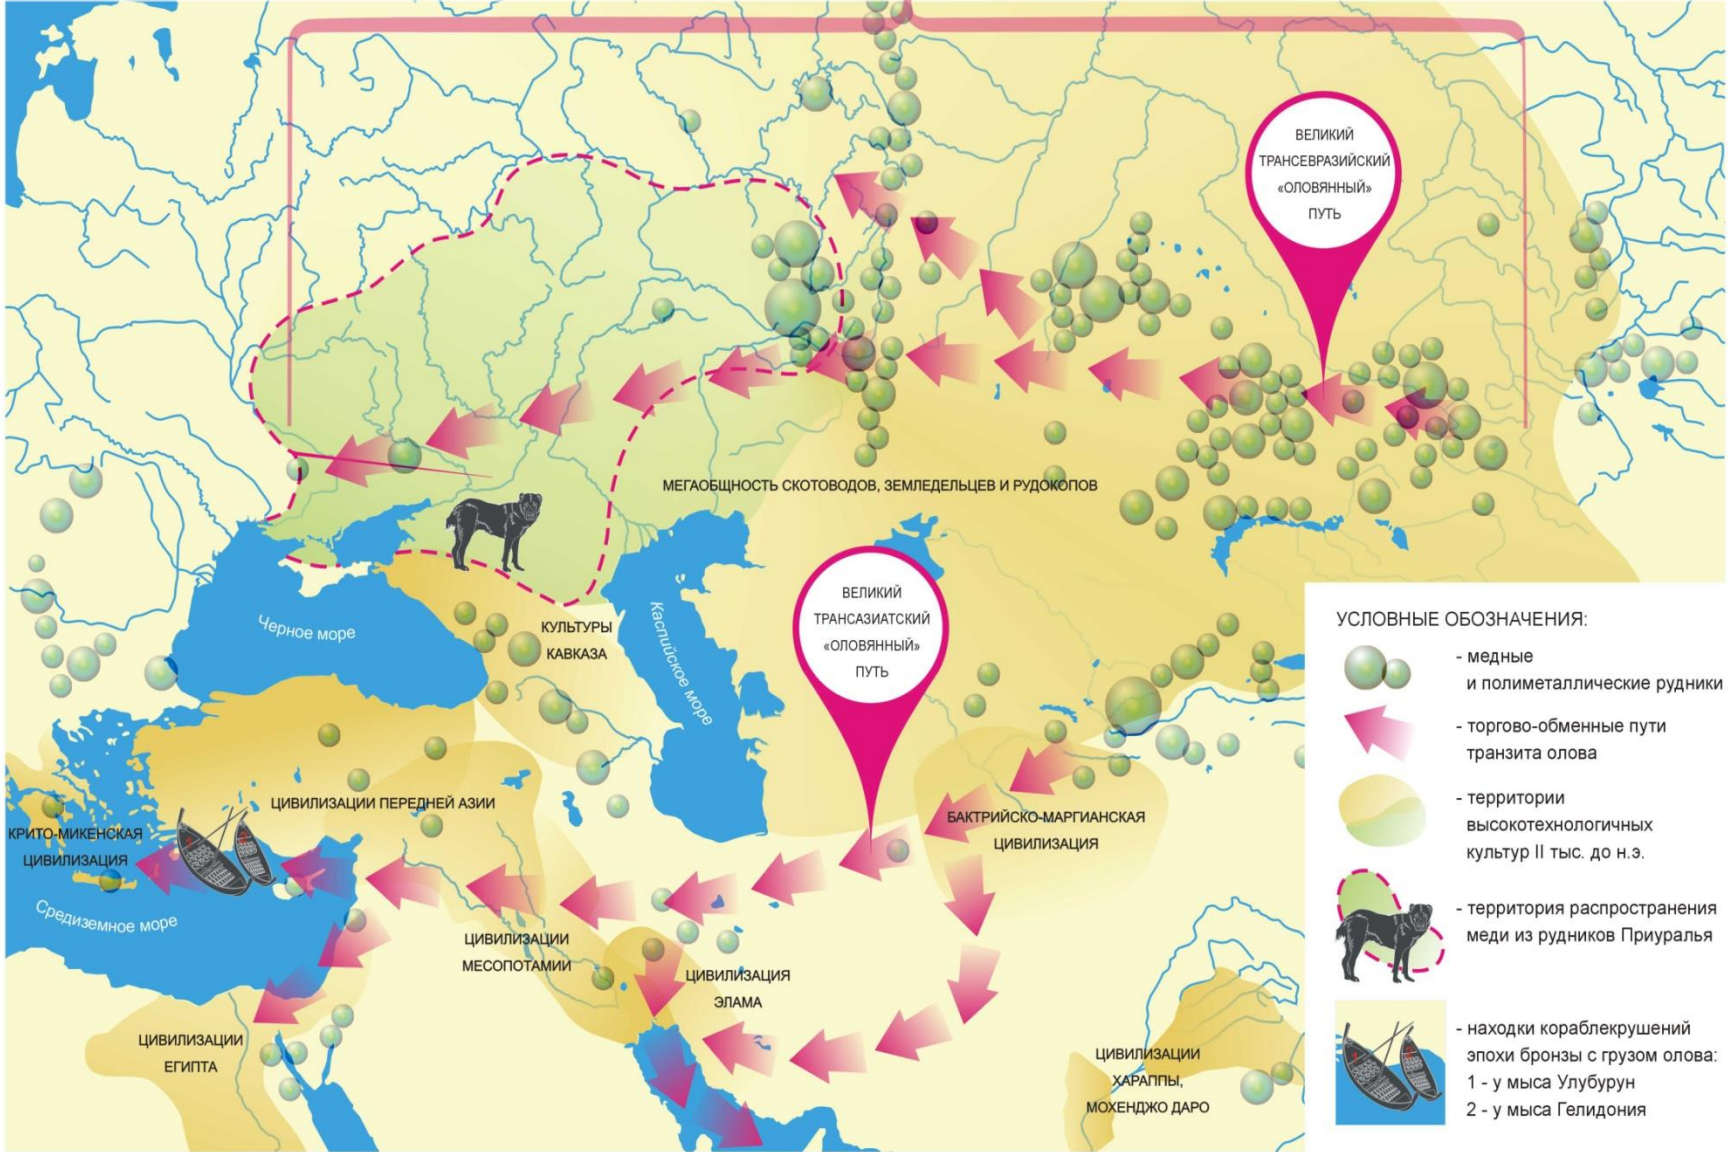 ВЕЛИКИЙ
ТРАНСЕВРАЗИЙСКИЙ
«ОЛОВЯННЫЙ»
ПУТЬ
МЕГАОБЩНОСТЬ СКОТОВОДОВ, ЗЕМЛЕДЕЛЬЦЕВ И РУДОКОПОВ
ВЕЛИКИЙ
ТРАНСАЗИАТСКИЙ
«ОЛОВЯННЫЙ»
ПУТЬ
Черное море
КУЛЬТУРЫ
КАВКАЗА
Каспийское море
ЦИВИЛИЗАЦИИ ПЕРЕДНЕЙ АЗИИ
КРИТО-МИКЕНСКАЯ
ЦИВИЛИЗАЦИЯ
БАКТРИЙСКО-МАРГИАНСКАЯ
ЦИВИЛИЗАЦИЯ
Средиземное море
ЦИВИЛИЗАЦИИ
МЕСОПОТАМИИ
ЦИВИЛИЗАЦИЯ
ЭЛАМА
ЦИВИЛИЗАЦИИ
ЕГИПТА
ЦИВИЛИЗАЦИИ
ХАРАППЫ,
МОХЕНДЖО ДАРО
УСЛОВНЫЕ ОБОЗНАЧЕНИЯ:
- медные
и полиметаллические рудники
- торгово-обменные пути
транзита олова
- территории
высокотехнологичных
культур II тыс. до н.э.
- территория распространения
меди из рудников Приуралья
- находки кораблекрушений
эпохи бронзы с грузом олова:
1 - у мыса Улубурун
2 - у мыса Гелидония